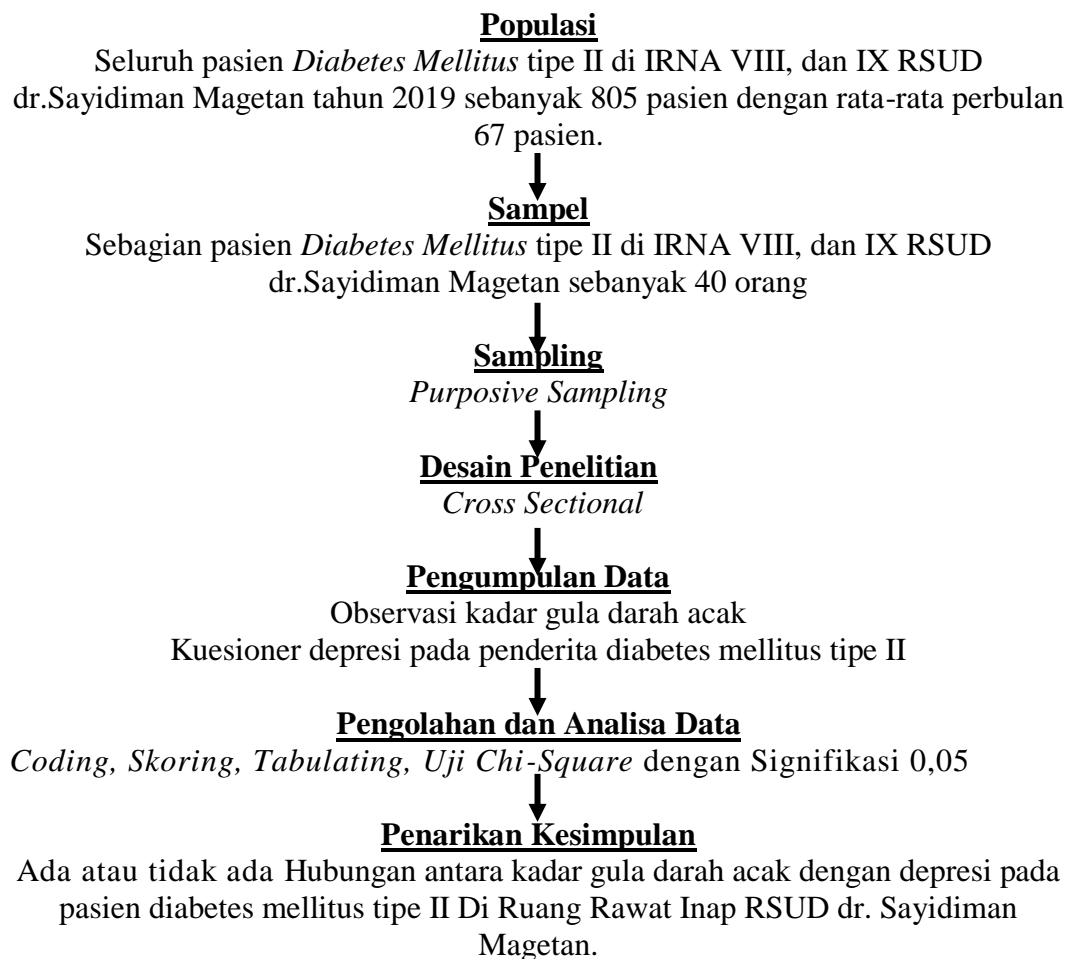 Populasi
Seluruh pasien Diabetes Mellitus tipe II di IRNA VIII, dan IX RSUD
dr.Sayidiman Magetan tahun 2019 sebanyak 805 pasien dengan rata-rata perbulan
67 pasien.
Sampel
Sebagian pasien Diabetes Mellitus tipe II di IRNA VIII, dan IX RSUD
dr.Sayidiman Magetan sebanyak 40 orang
Sampling
Purposive Sampling
Desain Penelitian
Cross Sectional
Pengumpulan Data
Observasi kadar gula darah acak
Kuesioner depresi pada penderita diabetes mellitus tipe II
Pengolahan dan Analisa Data
Coding, Skoring, Tabulating, Uji Chi-Square dengan Signifikasi 0,05
Penarikan Kesimpulan
Ada atau tidak ada Hubungan antara kadar gula darah acak dengan depresi pada
pasien diabetes mellitus tipe II Di Ruang Rawat Inap RSUD dr. Sayidiman
Magetan.